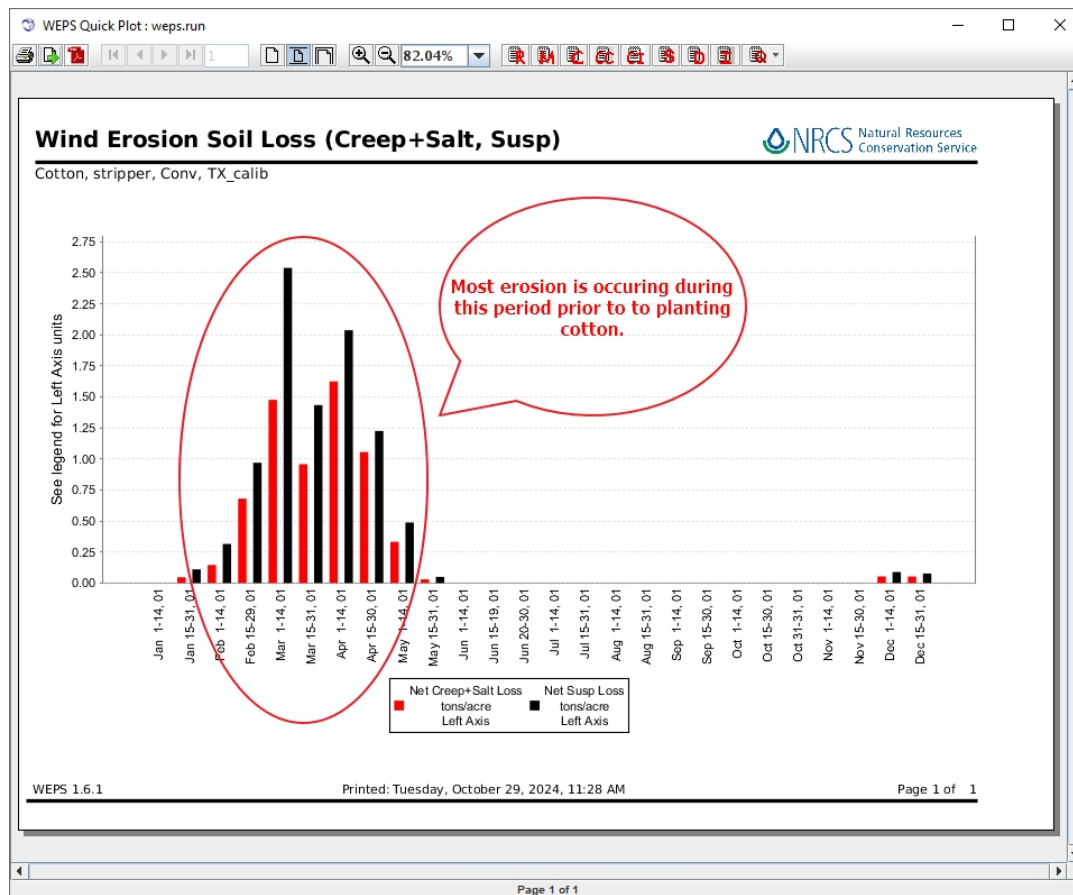 WEPS Quick Plot : weps.run
1
82.04%
Wind Erosion Soil Loss (Creep+Salt, Susp)
NRCS Natural Resources
Conservation Service
Cotton, stripper, Conv, TX_calib
Most erosion is occuring during
this period prior to to planting
cotton.
See legend for Left Axis units
2.75
2.50
2.25
2.00
1.75
1.50
1.25
1.00
0.75
0.50
0.25
0.00
Jan 1-14, 01
Jan 15-31, 01
Feb 1-14, 01
Feb 15-29, 01
Mar 1-14, 01
Mar 15-31, 01
Apr 1-14, 01
Apr 15-30, 01
May 1-14, 01
May 15-31, 01
Jun 1-14, 01
Jun 15-19, 01
Jun 20-30, 01
Jul 1-14, 01
Jul 15-31, 01
Aug 1-14, 01
Aug 15-31, 01
Sep 1-14, 01
Sep 15-30, 01
Oct 1-14, 01
Oct 15-30, 01
Oct 31-31, 01
Nov 1-14, 01
Nov 15-30, 01
Dec 1-14, 01
Dec 15-31, 01
Net Creep+Salt Loss
tons/acre
Left Axis
Net Susp Loss
tons/acre
Left Axis
WEPS 1.6.1
Printed: Tuesday, October 29, 2024, 11:28 AM
Page 1 of 1
Page 1 of 1